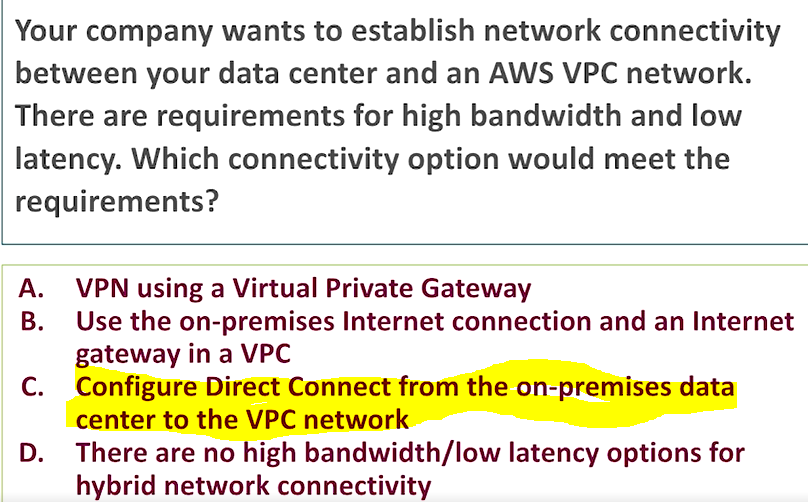 Your company wants to establish network connectivity
between your data center and an AWS VPC network.
There are requirements for high bandwidth and low
latency. Which connectivity option would meet the
requirements?
A. VPN using a Virtual Private Gateway
B. Use the on-premises Internet connection and an Internet
gateway in a VPC
C. Configure Direct Connect from the on-premises data
center to the VPC network
D. There are no high bandwidth/low latency options for
hybrid network connectivity